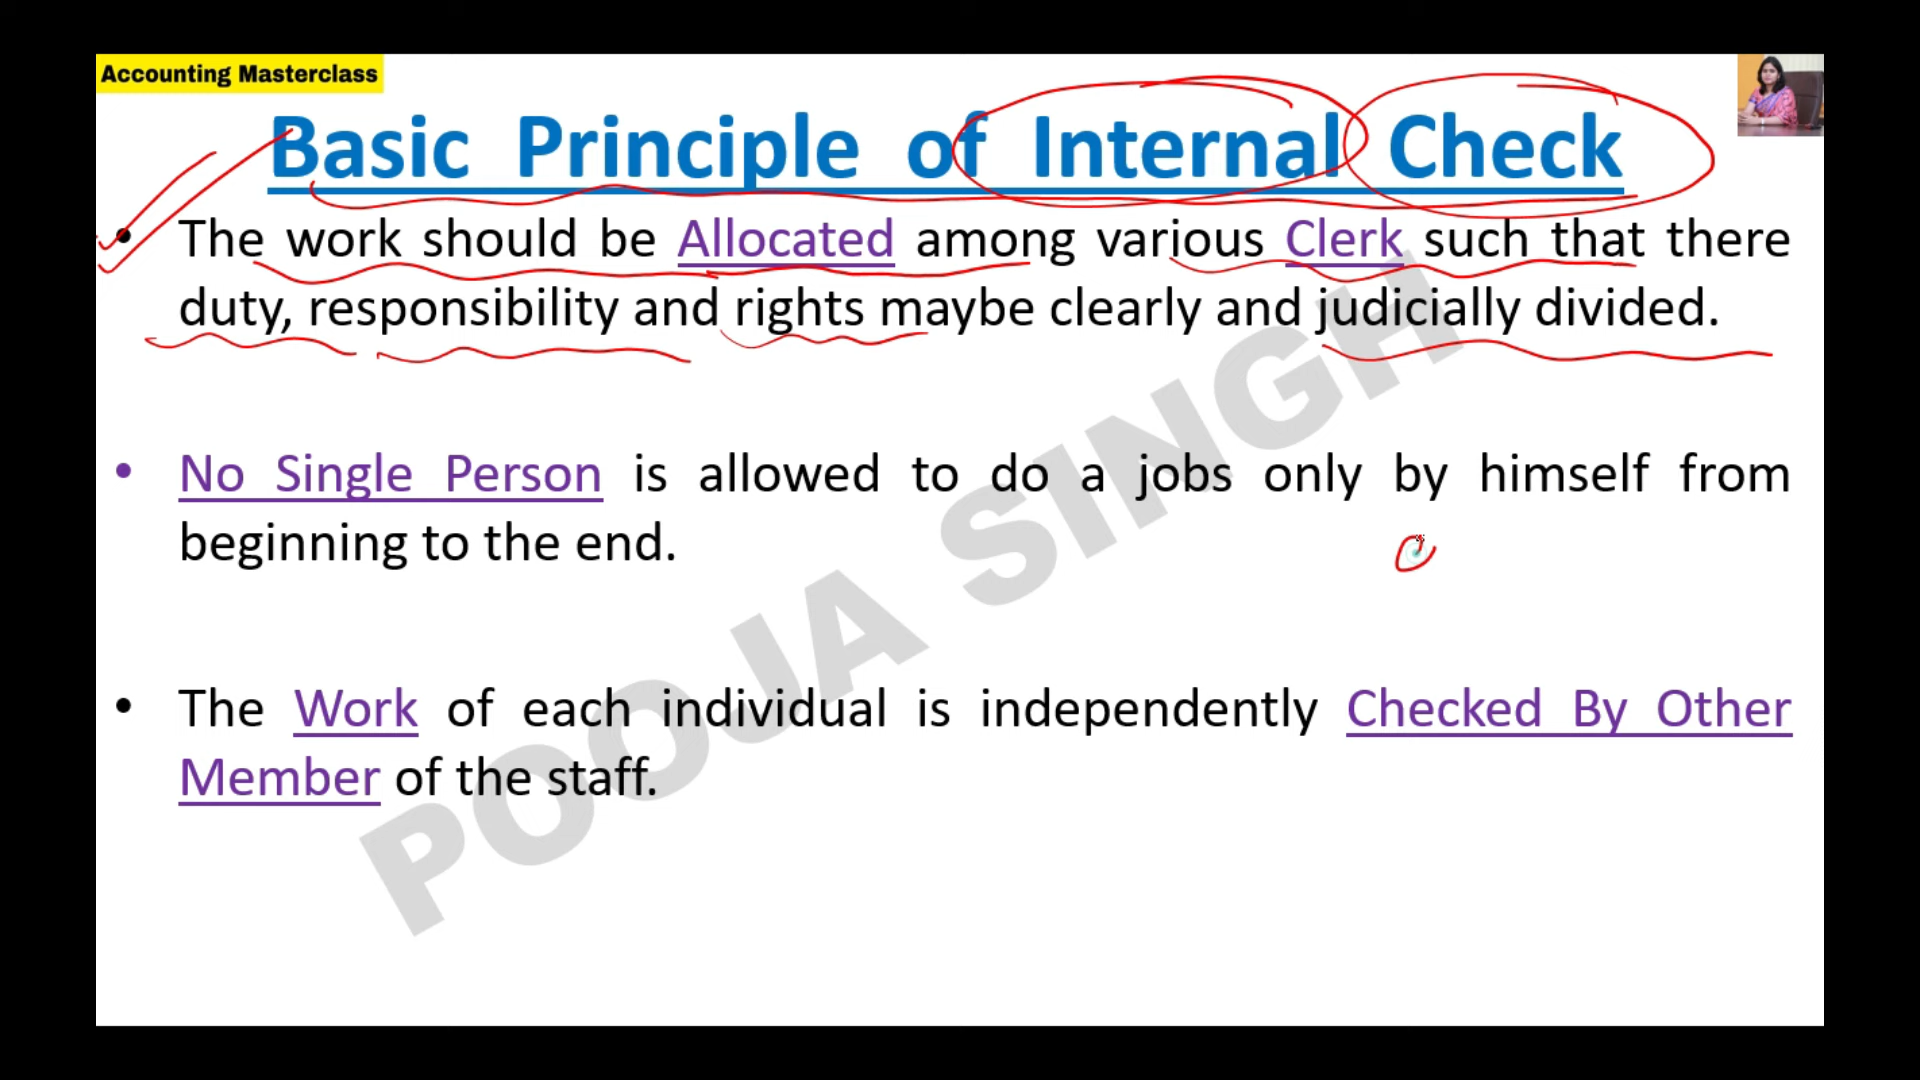 Accounting Masterclass
Basic Principle of Internal Check
• The work should be Allocated among various Clerk such that there
duty, responsibility and rights maybe clearly and judicially divided.
• No Single Person is allowed to do a jobs only by himself from
beginning to the end.
• The Work of each individual is independently Checked By Other
Member of the staff.
POOJA SINGH